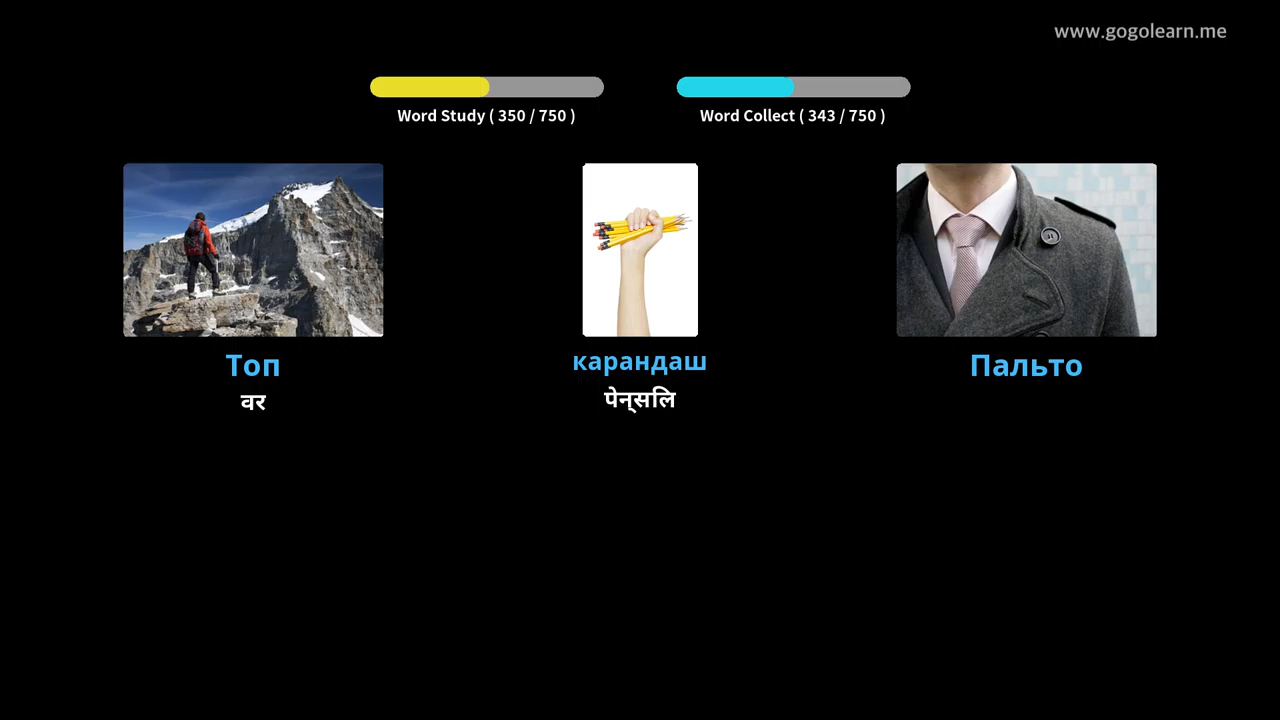 www.gogolearn.me
Word Study ( 350 / 750 )
Word Collect ( 343 / 750 )
Топ
वर
карандаш
पेन्सलि
Пальто